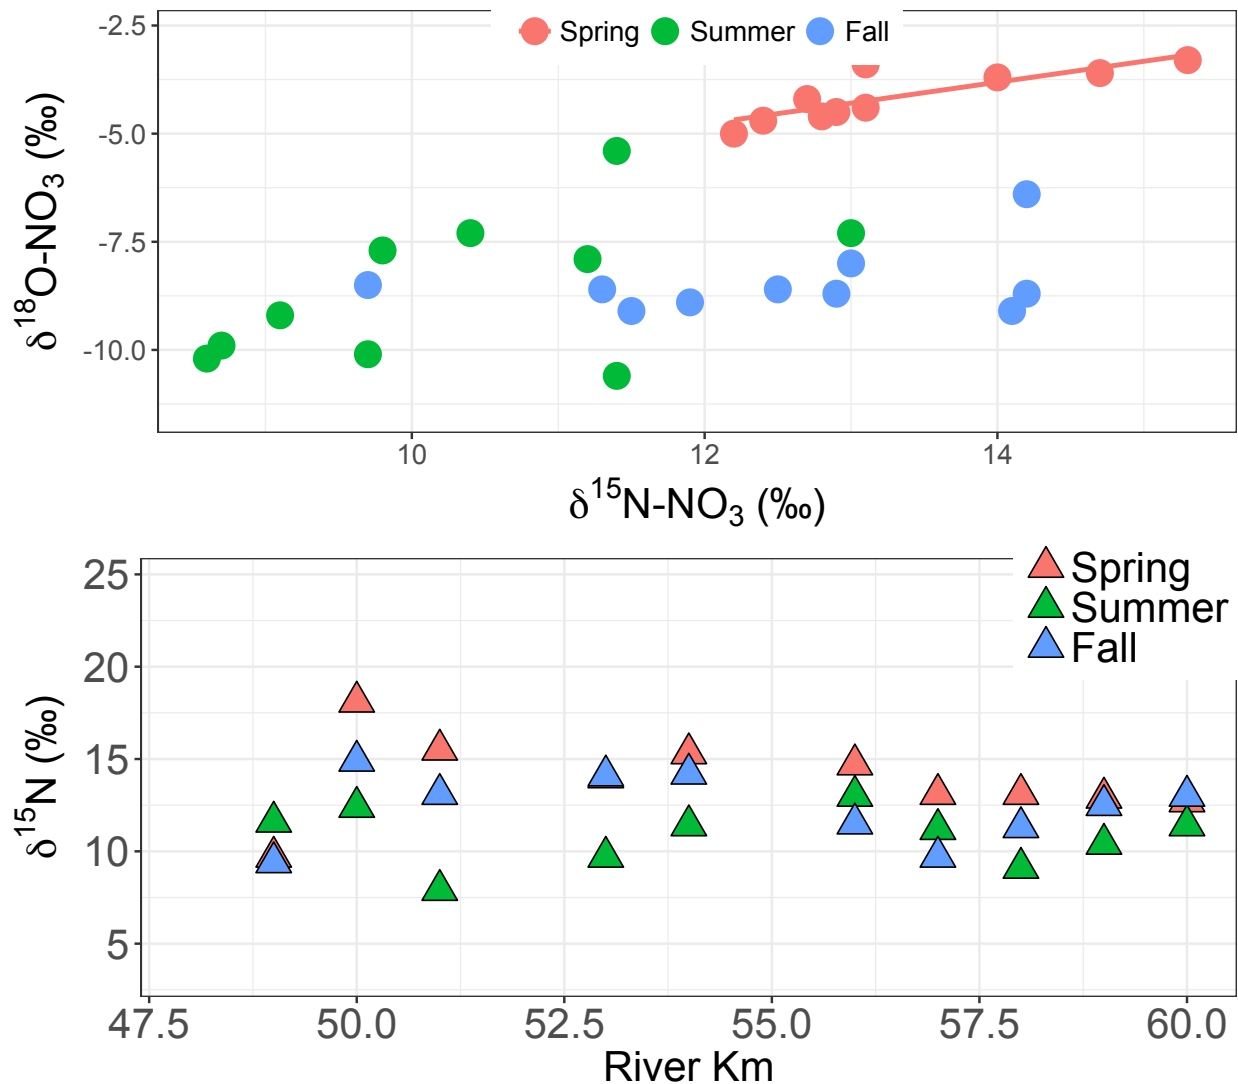 Spring Summer Fall
-2.5
-5.0
-7.5
-10.0
δ¹⁸O-NO₃ (‰)
10 12 14
δ¹⁵N-NO₃ (‰)
Spring
Summer
Fall
25
20
15
10
5
δ¹⁵N (‰)
47.5 50.0 52.5 55.0 57.5 60.0
River Km